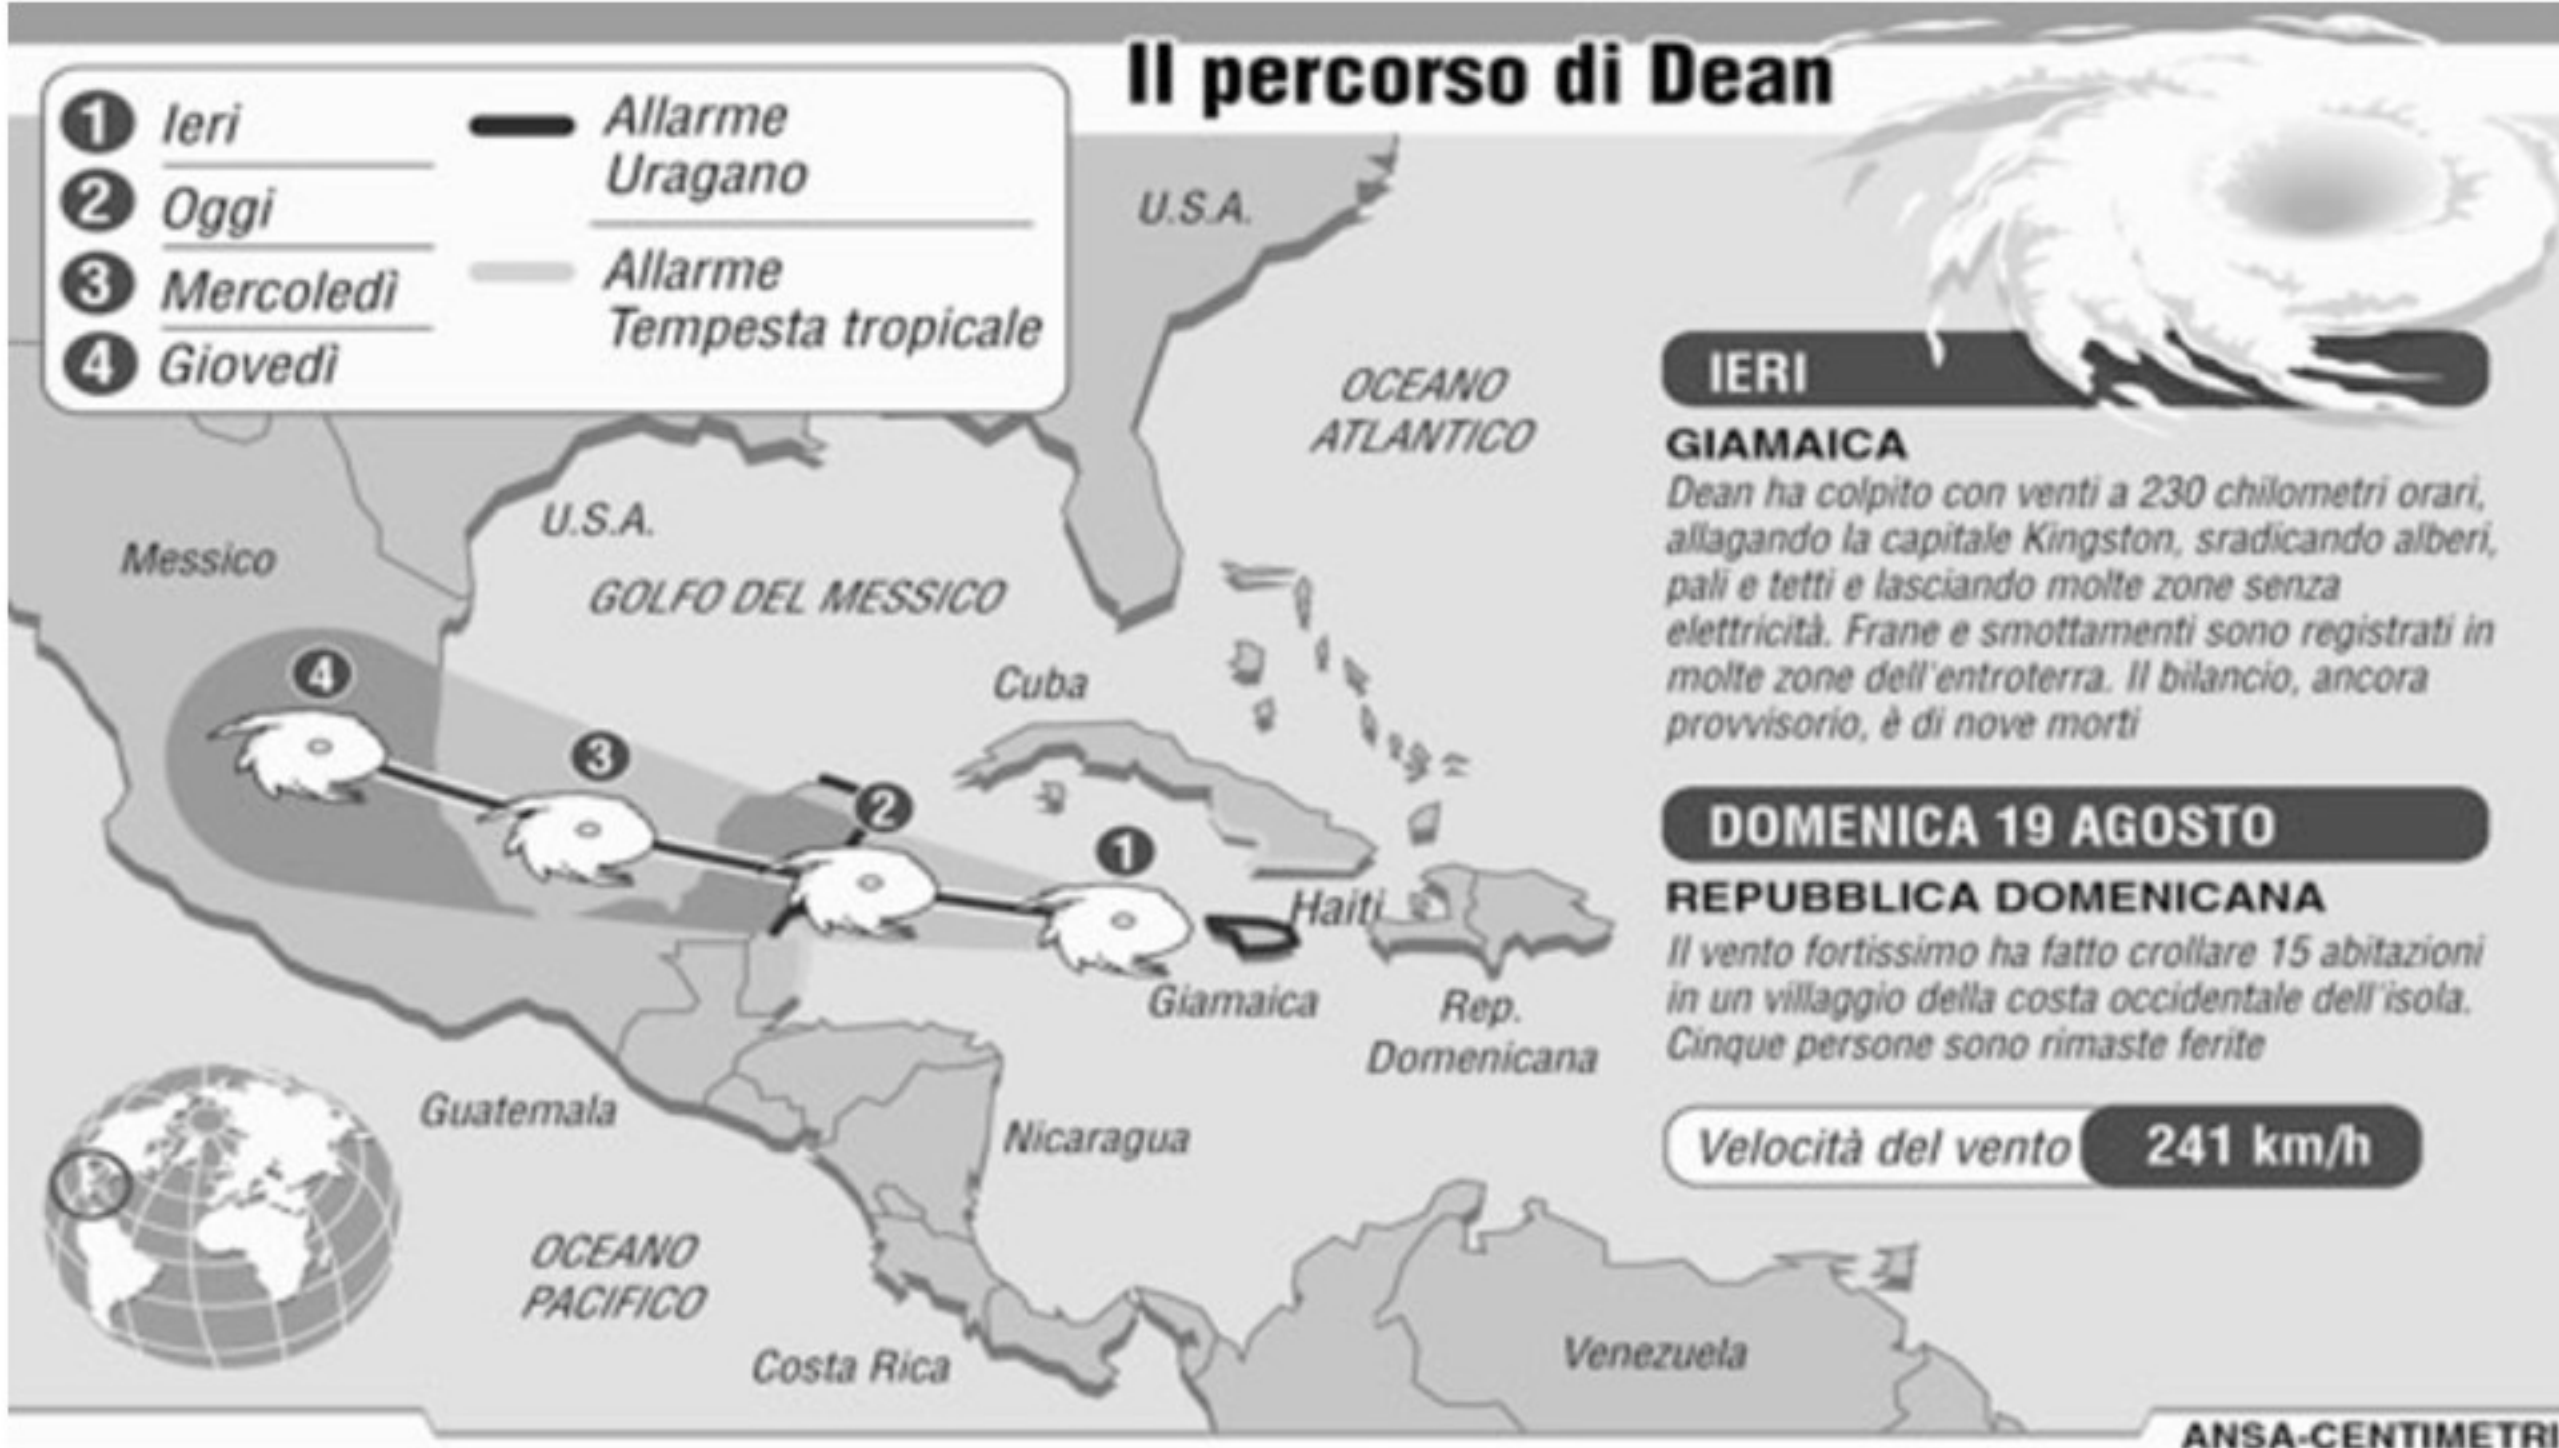 Il percorso di Dean
1 Ieri
2 Oggi
3 Mercoledì
4 Giovedì
Allarme
Uragano
Allarme
Tempesta tropicale
U.S.A.
OCEANO
ATLANTICO
U.S.A.
Messico
GOLFO DEL MESSICO
Cuba
4
3
2
1
Haiti
Giamaica
Rep.
Domenicana
Guatemala
Nicaragua
OCEANO
PACIFICO
Costa Rica
Venezuela
IERI
GIAMAICA
Dean ha colpito con venti a 230 chilometri orari,
allagando la capitale Kingston, sradicando alberi,
pali e tetti e lasciando molte zone senza
elettricità. Frane e smottamenti sono registrati in
molte zone dell'entroterra. Il bilancio, ancora
provvisorio, è di nove morti
DOMENICA 19 AGOSTO
REPUBBLICA DOMENICANA
Il vento fortissimo ha fatto crollare 15 abitazioni
in un villaggio della costa occidentale dell'isola.
Cinque persone sono rimaste ferite
Velocità del vento 241 km/h
ANSA-CENTIMETRI